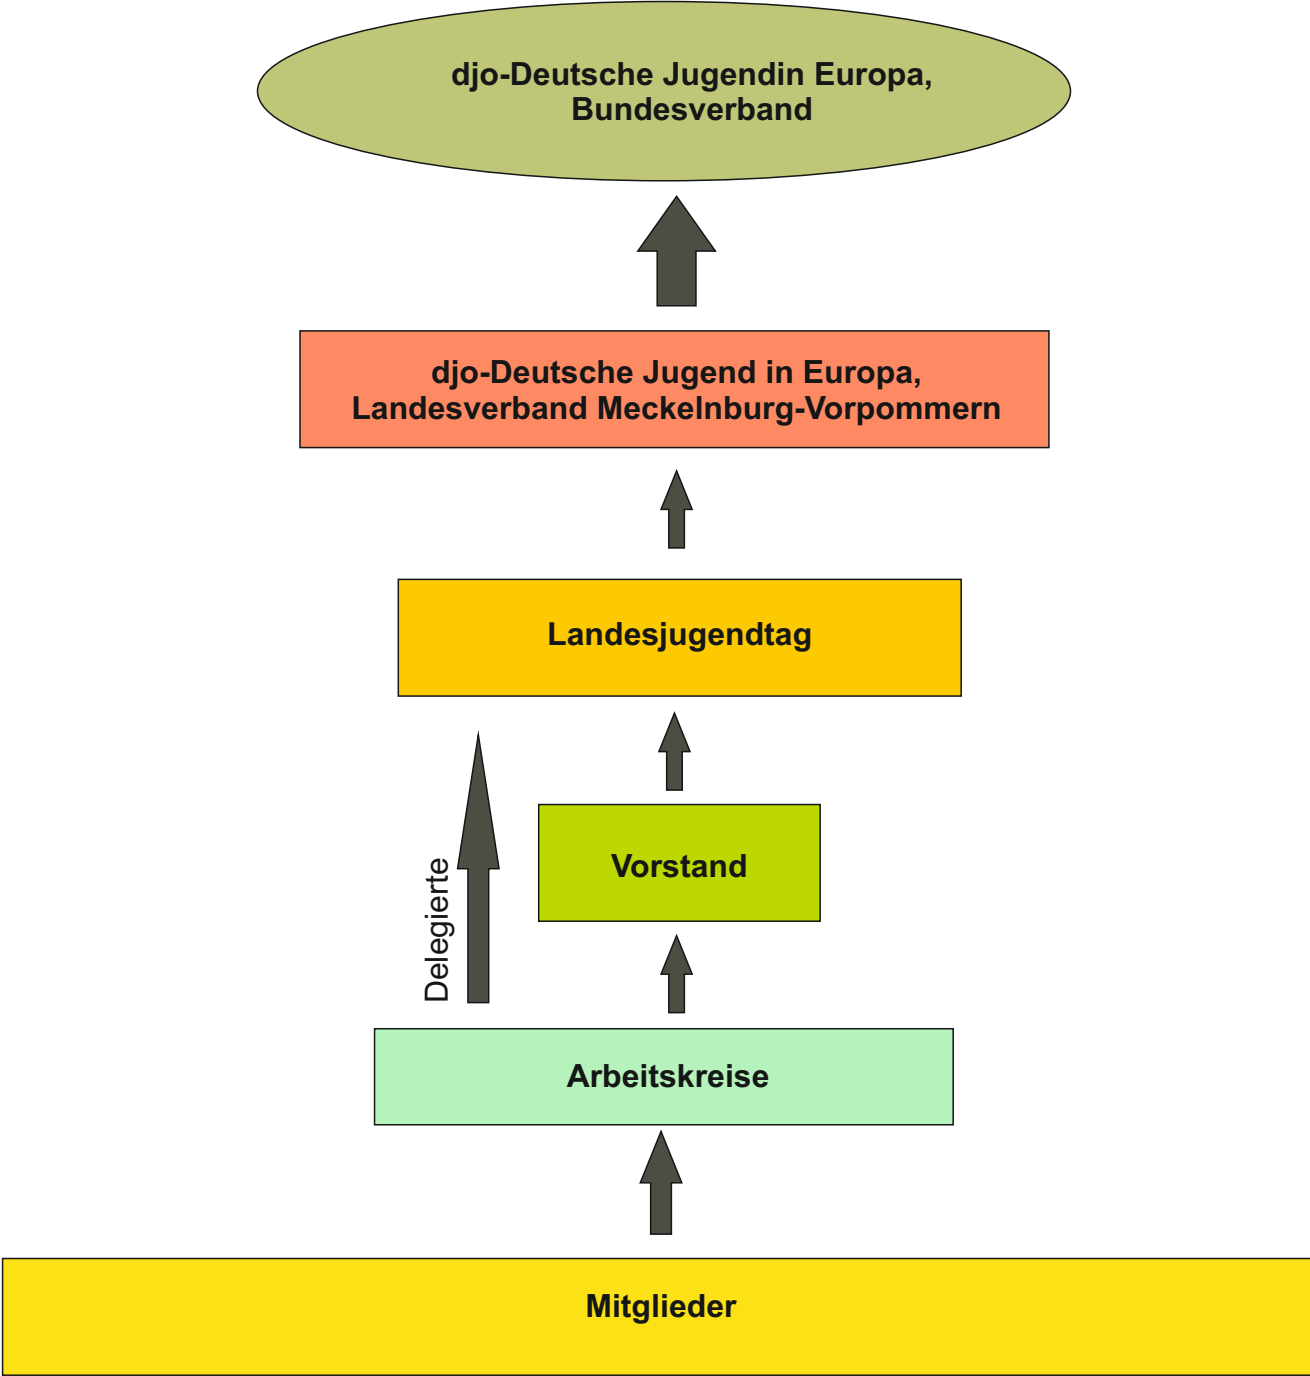 djo-Deutsche Jugendin Europa,
Bundesverband
djo-Deutsche Jugend in Europa,
Landesverband Meckelnburg-Vorpommern
Landesjugendtag
Delegierte
Vorstand
Arbeitskreise
Mitglieder